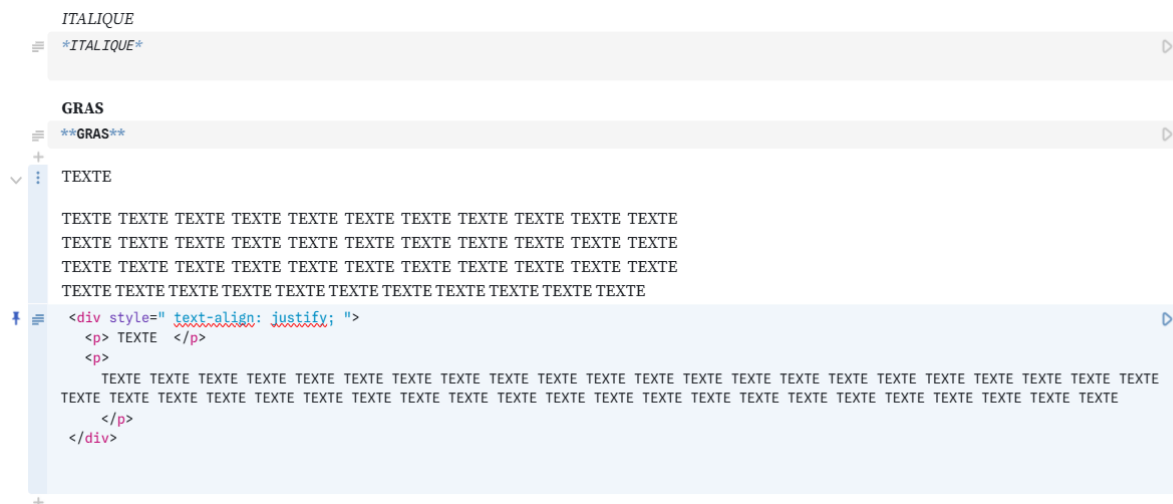 ITALIQUE
*ITALIQUE*
GRAS
**GRAS**
TEXTE
TEXTE TEXTE TEXTE TEXTE TEXTE TEXTE TEXTE TEXTE TEXTE TEXTE TEXTE
TEXTE TEXTE TEXTE TEXTE TEXTE TEXTE TEXTE TEXTE TEXTE TEXTE TEXTE
TEXTE TEXTE TEXTE TEXTE TEXTE TEXTE TEXTE TEXTE TEXTE TEXTE TEXTE
TEXTE TEXTE TEXTE TEXTE TEXTE TEXTE TEXTE TEXTE TEXTE TEXTE TEXTE
<div style=" text-align: justify; ">
<p> TEXTE  </p>
<p>
TEXTE TEXTE TEXTE TEXTE TEXTE TEXTE TEXTE TEXTE TEXTE TEXTE TEXTE TEXTE TEXTE TEXTE TEXTE TEXTE TEXTE TEXTE TEXTE TEXTE TEXTE TEXTE
TEXTE TEXTE TEXTE TEXTE TEXTE TEXTE TEXTE TEXTE TEXTE TEXTE TEXTE TEXTE TEXTE TEXTE TEXTE TEXTE TEXTE TEXTE TEXTE TEXTE TEXTE TEXTE
</p>
</div>